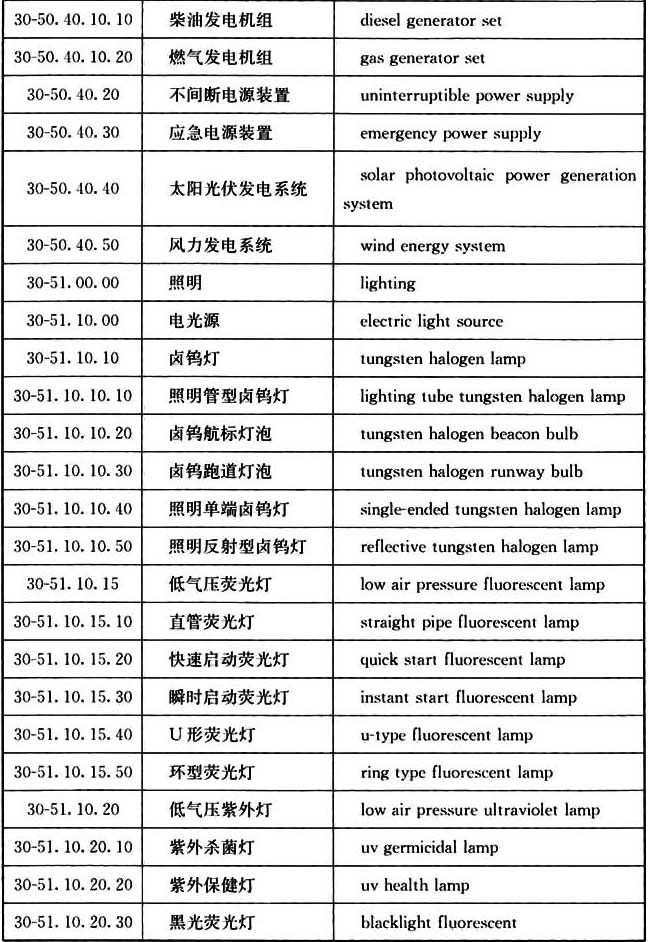 30-50. 40. 10. 10 柴油发电机组 diesel generator set
30-50. 40. 10. 20 燃气发电机组 gas generator set
30-50. 40. 20 不间断电源装置 uninterruptible power supply
30-50. 40. 30 应急电源装置 emergency power supply
30-50. 40. 40 太阳光伏发电系统 solar photovoltaic power generation
system
30-50. 40. 50 风力发电系统 wind energy system
30-51. 00. 00 照明 lighting
30-51. 10. 00 电光源 electric light source
30-51. 10. 10 卤钨灯 tungsten halogen lamp
30-51. 10. 10. 10 照明管型卤钨灯 lighting tube tungsten halogen lamp
30-51. 10. 10. 20 卤钨航标灯泡 tungsten halogen beacon bulb
30-51. 10. 10. 30 卤钨跑道灯泡 tungsten halogen runway bulb
30-51. 10. 10. 40 照明单端卤钨灯 single-ended tungsten halogen lamp
30-51. 10. 10. 50 照明反射型卤钨灯 reflective tungsten halogen lamp
30-51. 10. 15 低气压荧光灯 low air pressure fluorescent lamp
30-51. 10. 15. 10 直管荧光灯 straight pipe fluorescent lamp
30-51. 10. 15. 20 快速启动荧光灯 quick start fluorescent lamp
30-51. 10. 15. 30 瞬时启动荧光灯 instant start fluorescent lamp
30-51. 10. 15. 40 U形荧光灯 u-type fluorescent lamp
30-51. 10. 15. 50 环型荧光灯 ring type fluorescent lamp
30-51. 10. 20 低气压紫外灯 low air pressure ultraviolet lamp
30-51. 10. 20. 10 紫外杀菌灯 uv germicidal lamp
30-51. 10. 20. 20 紫外保健灯 uv health lamp
30-51. 10. 20. 30 黑光荧光灯 blacklight fluorescent